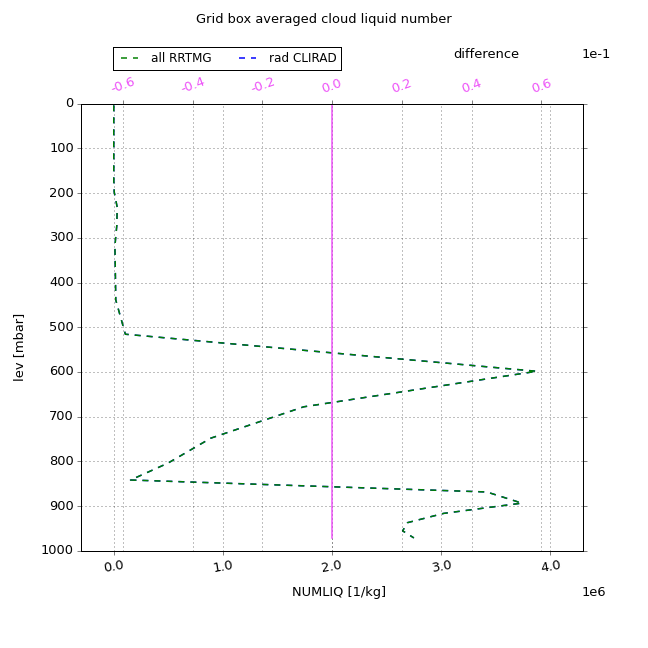 Grid box averaged cloud liquid number
all RRTMG rad CLIRAD difference 1e-1
-0.6 -0.4 -0.2 0.0 0.2 0.4 0.6
0
100
200
300
400
500
600
700
800
900
1000
lev [mbar]
0.0 1.0 2.0 3.0 4.0
NUMLIQ [1/kg] 1e6